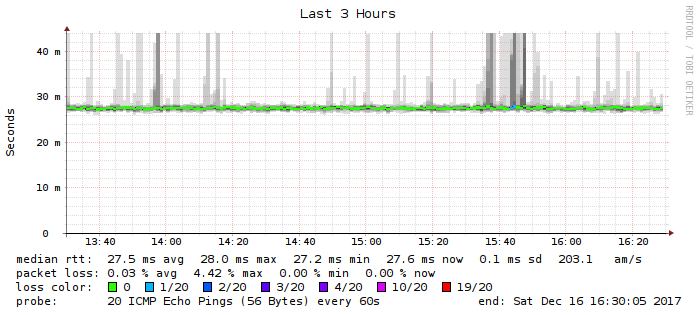 Last 3 Hours
RRDTOOL / TOBI OETIKER
Seconds
40 m
30 m
20 m
10 m
0
13:40 14:00 14:20 14:40 15:00 15:20 15:40 16:00 16:20
median rtt: 27.5 ms avg 28.0 ms max 27.2 ms min 27.6 ms now 0.1 ms sd 203.1 am/s
packet loss: 0.03 % avg 4.42 % max 0.00 % min 0.00 % now
loss color: 0 1/20 2/20 3/20 4/20 10/20 19/20
probe: 20 ICMP Echo Pings (56 Bytes) every 60s end: Sat Dec 16 16:30:05 2017